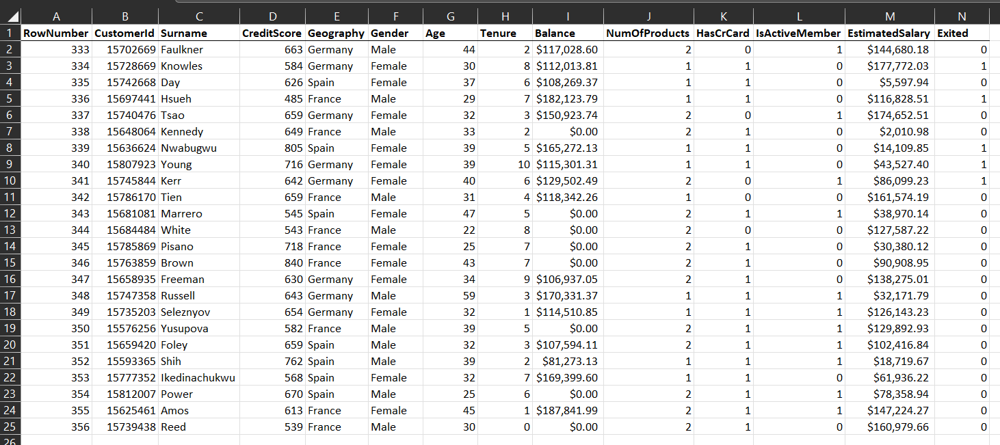 A B C D E F G H I J K L M N
1 RowNumber CustomerId Surname CreditScore Geography Gender Age Tenure Balance NumOfProducts HasCrCard IsActiveMember EstimatedSalary Exited
2 333 15702669 Faulkner 663 Germany Male 44 2 $117,028.60 2 0 1 $144,680.18 0
3 334 15728669 Knowles 584 Germany Female 30 8 $112,013.81 1 1 0 $177,772.03 1
4 335 15742668 Day 626 Spain Female 37 6 $108,269.37 1 1 0 $5,597.94 0
5 336 15697441 Hsueh 485 France Male 29 7 $182,123.79 1 1 0 $116,828.51 1
6 337 15740476 Tsao 659 Germany Female 32 3 $150,923.74 2 0 1 $174,652.51 0
7 338 15648064 Kennedy 649 France Male 33 2 $0.00 2 1 0 $2,010.98 0
8 339 15636624 Nwabugwu 805 Spain Female 39 5 $165,272.13 1 1 0 $14,109.85 1
9 340 15807923 Young 716 Germany Female 39 10 $115,301.31 1 1 0 $43,527.40 1
10 341 15745844 Kerr 642 Germany Female 40 6 $129,502.49 2 0 1 $86,099.23 1
11 342 15786170 Tien 659 France Male 31 4 $118,342.26 1 0 0 $161,574.19 0
12 343 15681081 Marrero 545 Spain Female 47 5 $0.00 2 1 1 $38,970.14 0
13 344 15684484 White 543 France Male 22 8 $0.00 2 0 0 $127,587.22 0
14 345 15785869 Pisano 718 France Female 25 7 $0.00 2 1 0 $30,380.12 0
15 346 15763859 Brown 840 France Female 43 7 $0.00 2 1 0 $90,908.95 0
16 347 15658935 Freeman 630 Germany Female 34 9 $106,937.05 2 1 0 $138,275.01 0
17 348 15747358 Russell 643 Germany Male 59 3 $170,331.37 1 1 1 $32,171.79 0
18 349 15735203 Seleznyov 654 Germany Female 32 1 $114,510.85 1 1 1 $126,143.23 0
19 350 15576256 Yusupova 582 France Male 39 5 $0.00 2 1 1 $129,892.93 0
20 351 15659420 Foley 659 Spain Male 32 3 $107,594.11 2 1 1 $102,416.84 0
21 352 15593365 Shih 762 Spain Male 39 2 $81,273.13 1 1 1 $18,719.67 0
22 353 15777352 Ikedinachukwu 568 Spain Female 32 7 $169,399.60 1 1 0 $61,936.22 0
23 354 15812007 Power 670 Spain Male 25 6 $0.00 2 1 1 $78,358.94 0
24 355 15625461 Amos 613 France Female 45 1 $187,841.99 2 1 1 $147,224.27 0
25 356 15739438 Reed 539 France Male 30 0 $0.00 2 1 0 $160,979.66 0
26